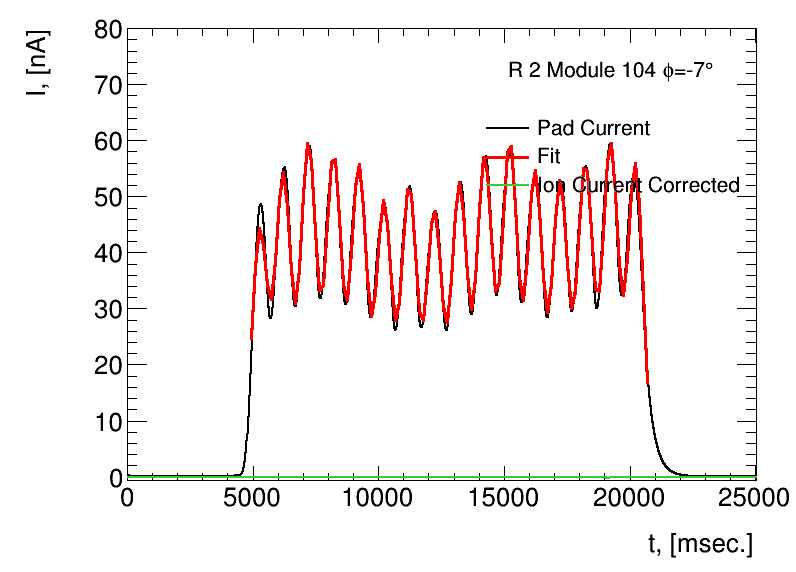 80
I, [nA]
70
R 2 Module 104 ϕ=-7°
60
Pad Current
Fit
50
Ion Current Corrected
40
30
20
10
0
0 5000 10000 15000 20000 25000
t, [msec.]